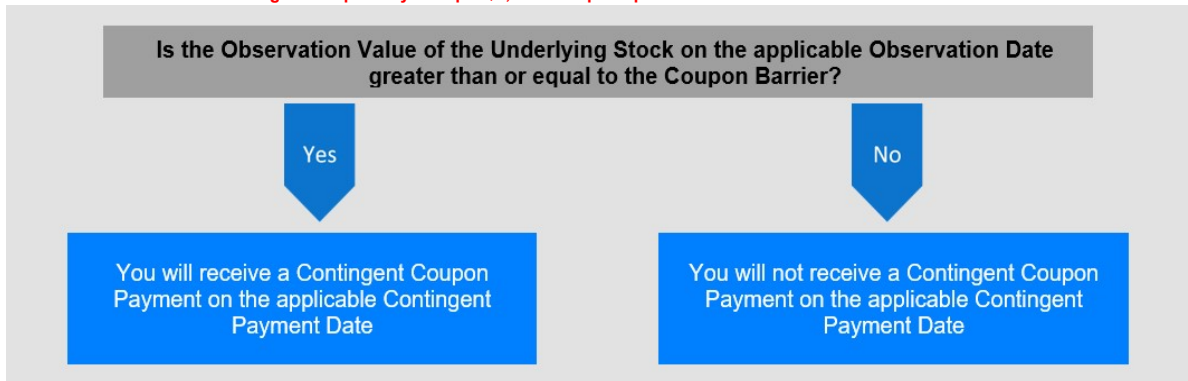 Is the Observation Value of the Underlying Stock on the applicable Observation Date
greater than or equal to the Coupon Barrier?
Yes
No
You will receive a Contingent Coupon
Payment on the applicable Contingent
Payment Date
You will not receive a Contingent Coupon
Payment on the applicable Contingent
Payment Date